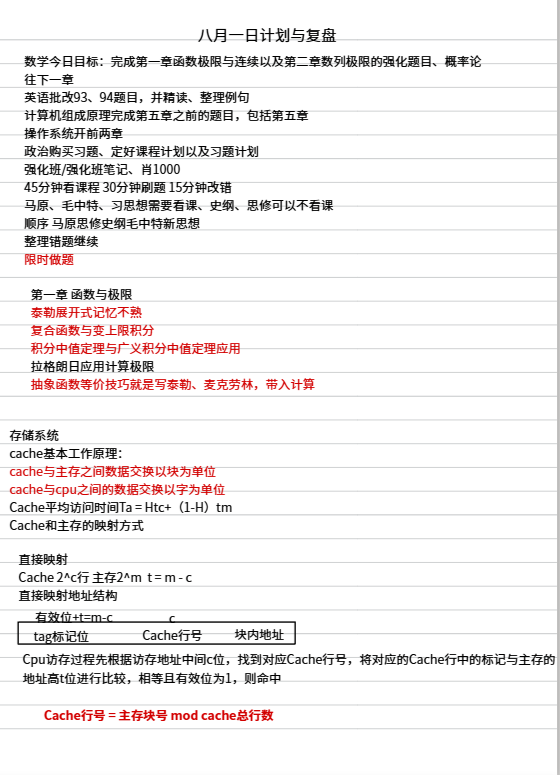 八月一日计划与复盘
数学今日目标：完成第一章函数极限与连续以及第二章数列极限的强化题目、概率论
往下一章
英语批改93、94题目，并精读、整理例句
计算机组成原理完成第五章之前的题目，包括第五章
操作系统开前两章
政治购买习题、定好课程计划以及习题计划
强化班/强化班笔记、肖1000
45分钟看课程 30分钟刷题 15分钟改错
马原、毛中特、习思想需要看课、史纲、思修可以不看课
顺序 马原思修史纲毛中特新思想
整理错题继续
限时做题
第一章 函数与极限
泰勒展开式记忆不熟
复合函数与变上限积分
积分中值定理与广义积分中值定理应用
拉格朗日应用计算极限
抽象函数等价技巧就是写泰勒、麦克劳林，带入计算
存储系统
cache基本工作原理：
cache与主存之间数据交换以块为单位
cache与cpu之间的数据交换以字为单位
Cache平均访问时间Ta = Htc+（1-H）tm
Cache和主存的映射方式
直接映射
Cache 2^c行 主存2^m t = m - c
直接映射地址结构
有效位+t=m-c c
tag标记位 Cache行号 块内地址
Cpu访存过程先根据访存地址中间c位，找到对应Cache行号，将对应的Cache行中的标记与主存的
地址高t位进行比较，相等且有效位为1，则命中
Cache行号 = 主存块号 mod cache总行数